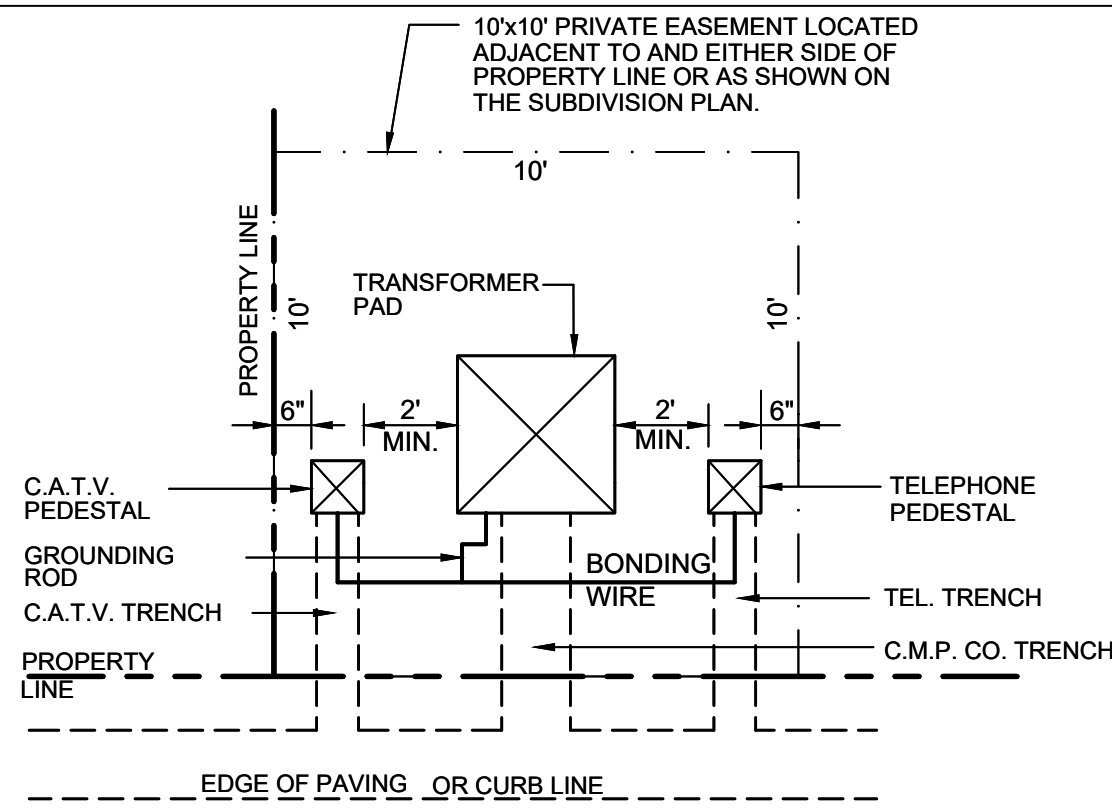 10'x10' PRIVATE EASEMENT LOCATED
ADJACENT TO AND EITHER SIDE OF
PROPERTY LINE OR AS SHOWN ON
THE SUBDIVISION PLAN.
10'
PROPERTY LINE
10'
10'
TRANSFORMER
PAD
6"
2'
MIN.
2'
MIN.
6"
C.A.T.V.
PEDESTAL
TELEPHONE
PEDESTAL
GROUNDING
ROD
BONDING
WIRE
C.A.T.V. TRENCH
TEL. TRENCH
C.M.P. CO. TRENCH
PROPERTY
LINE
EDGE OF PAVING OR CURB LINE